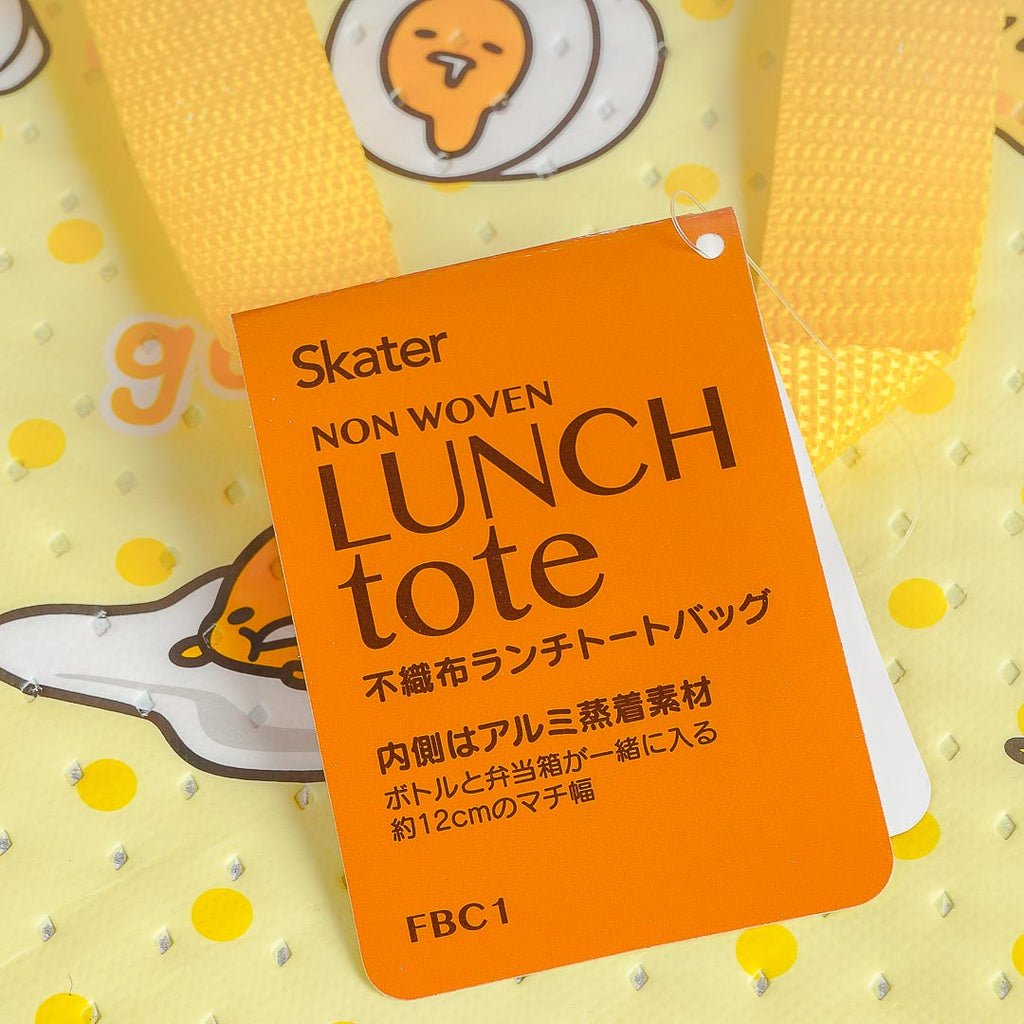 Skater
NON WOVEN
LUNCH
tote
不織布ランチトートバッグ
内側はアルミ蒸着素材
ボトルと弁当箱が一緒に入る
約12cmのマチ幅
FBC1